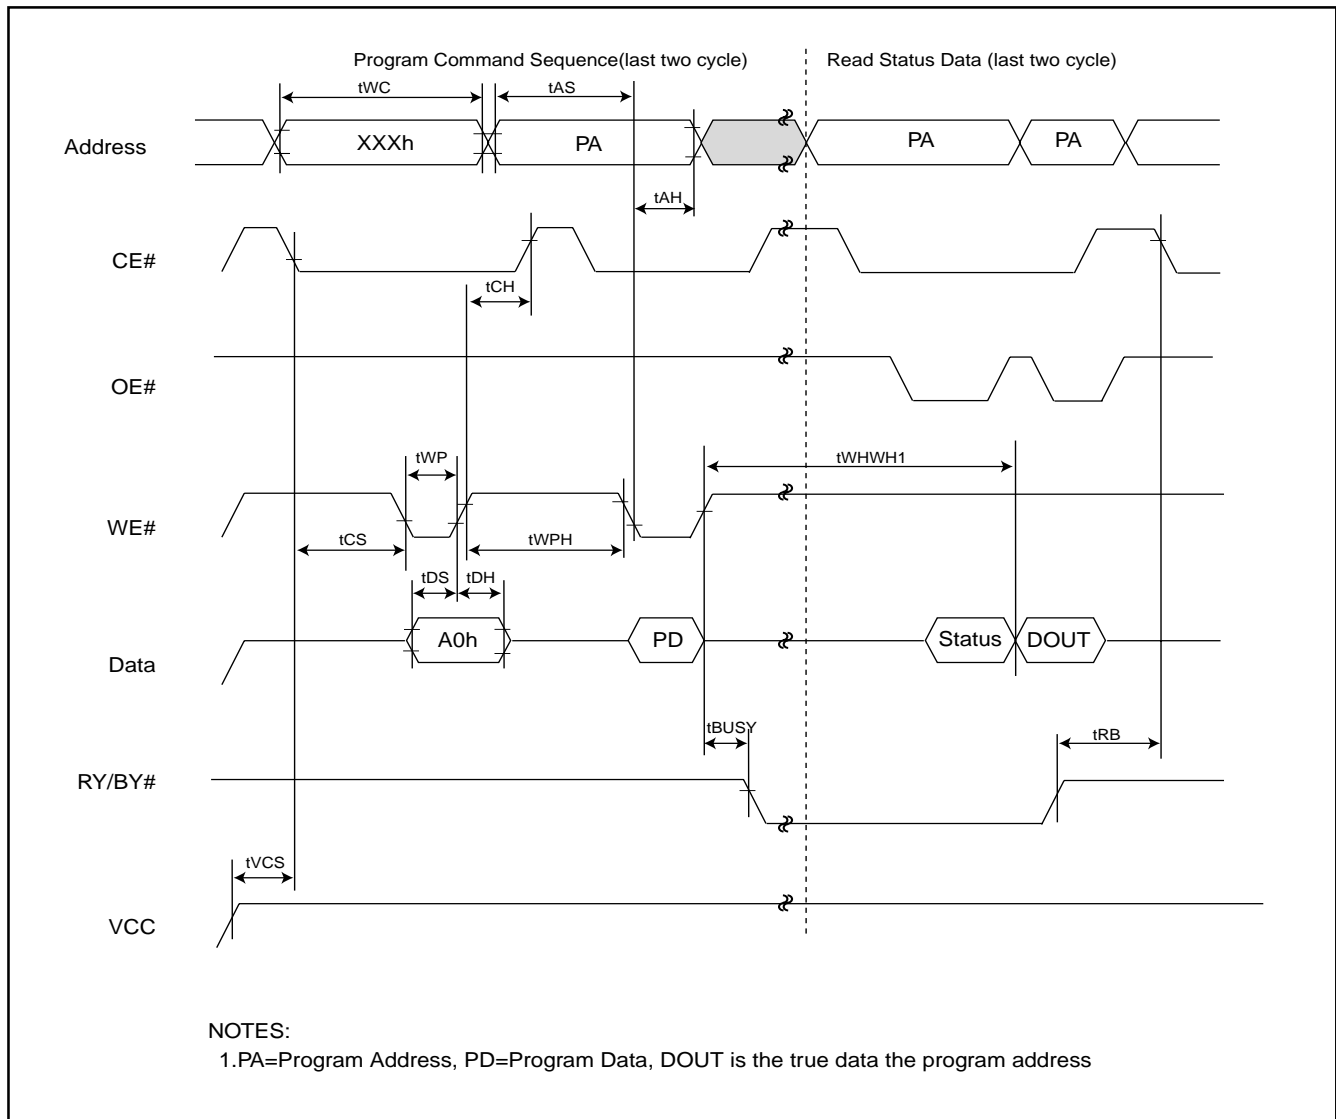 Program Command Sequence(last two cycle)
Read Status Data (last two cycle)
tWC
tAS
Address
XXXh
PA
PA
PA
tAH
CE#
tCH
OE#
tWP
tWHWH1
WE#
tCS
tWPH
tDS
tDH
Data
A0h
PD
Status
DOUT
tBUSY
tRB
RY/BY#
tVCS
VCC
NOTES:
1.PA=Program Address, PD=Program Data, DOUT is the true data the program address